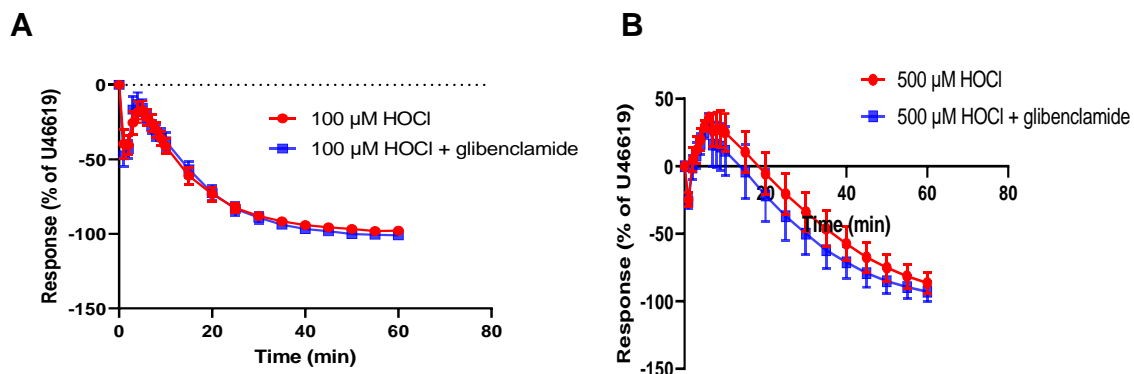 A
Response (% of U46619)
0
-50
-100
-150
0
20
40
60
80
Time (min)
100 µM HOCl
100 µM HOCl + glibenclamide
B
Response (% of U46619)
50
0
-50
-100
-150
20
40
60
80
Time (min)
500 µM HOCl
500 µM HOCl + glibenclamide